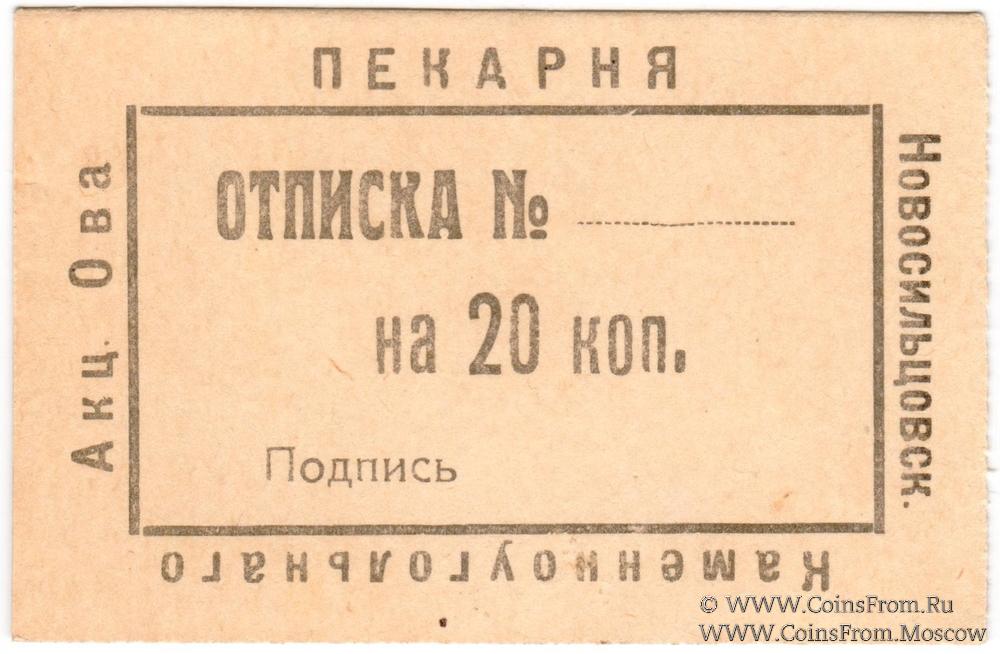 ПЕКАРНЯ
Новосильцовск.
Каменноугольнаго
Акц. Ова
ОТПИСКА №
на 20 коп.
Подпись
© WWW.CoinsFrom.Ru
WWW.CoinsFrom.Moscow